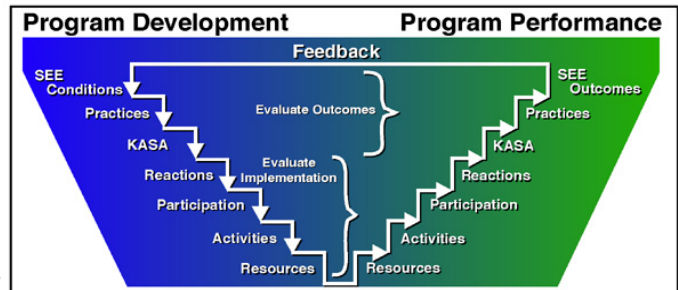 Program Development Program Performance
Feedback
SEE
Conditions
Practices
KASA
Reactions
Participation
Activities
Resources
Evaluate Outcomes
Evaluate
Implementation
SEE
Outcomes
Practices
KASA
Reactions
Participation
Activities
Resources